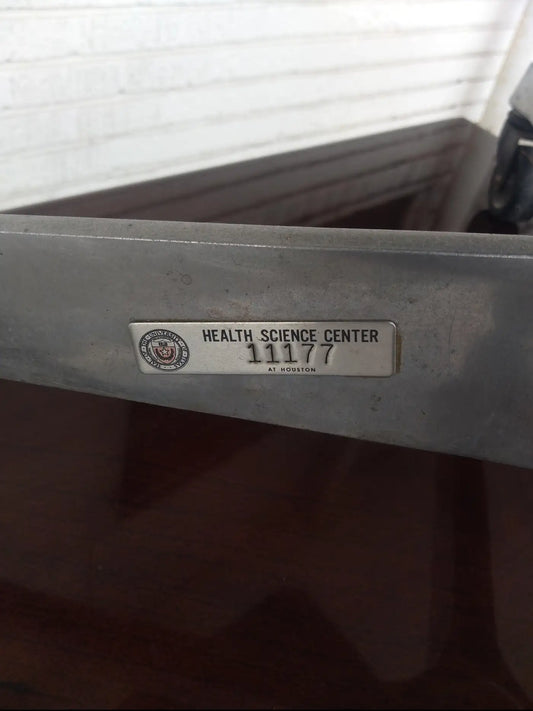 HEALTH SCIENCE CENTER
11177
AT HOUSTON